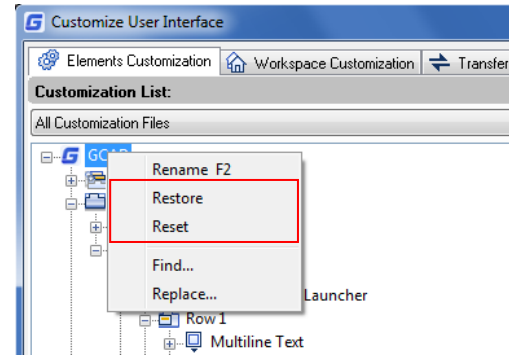 Customize User Interface
Elements Customization Workspace Customization Transfer
Customization List:
All Customization Files
Rename F2
Restore
Reset
Find...
Replace...
Launcher
Row 1
Multiline Text